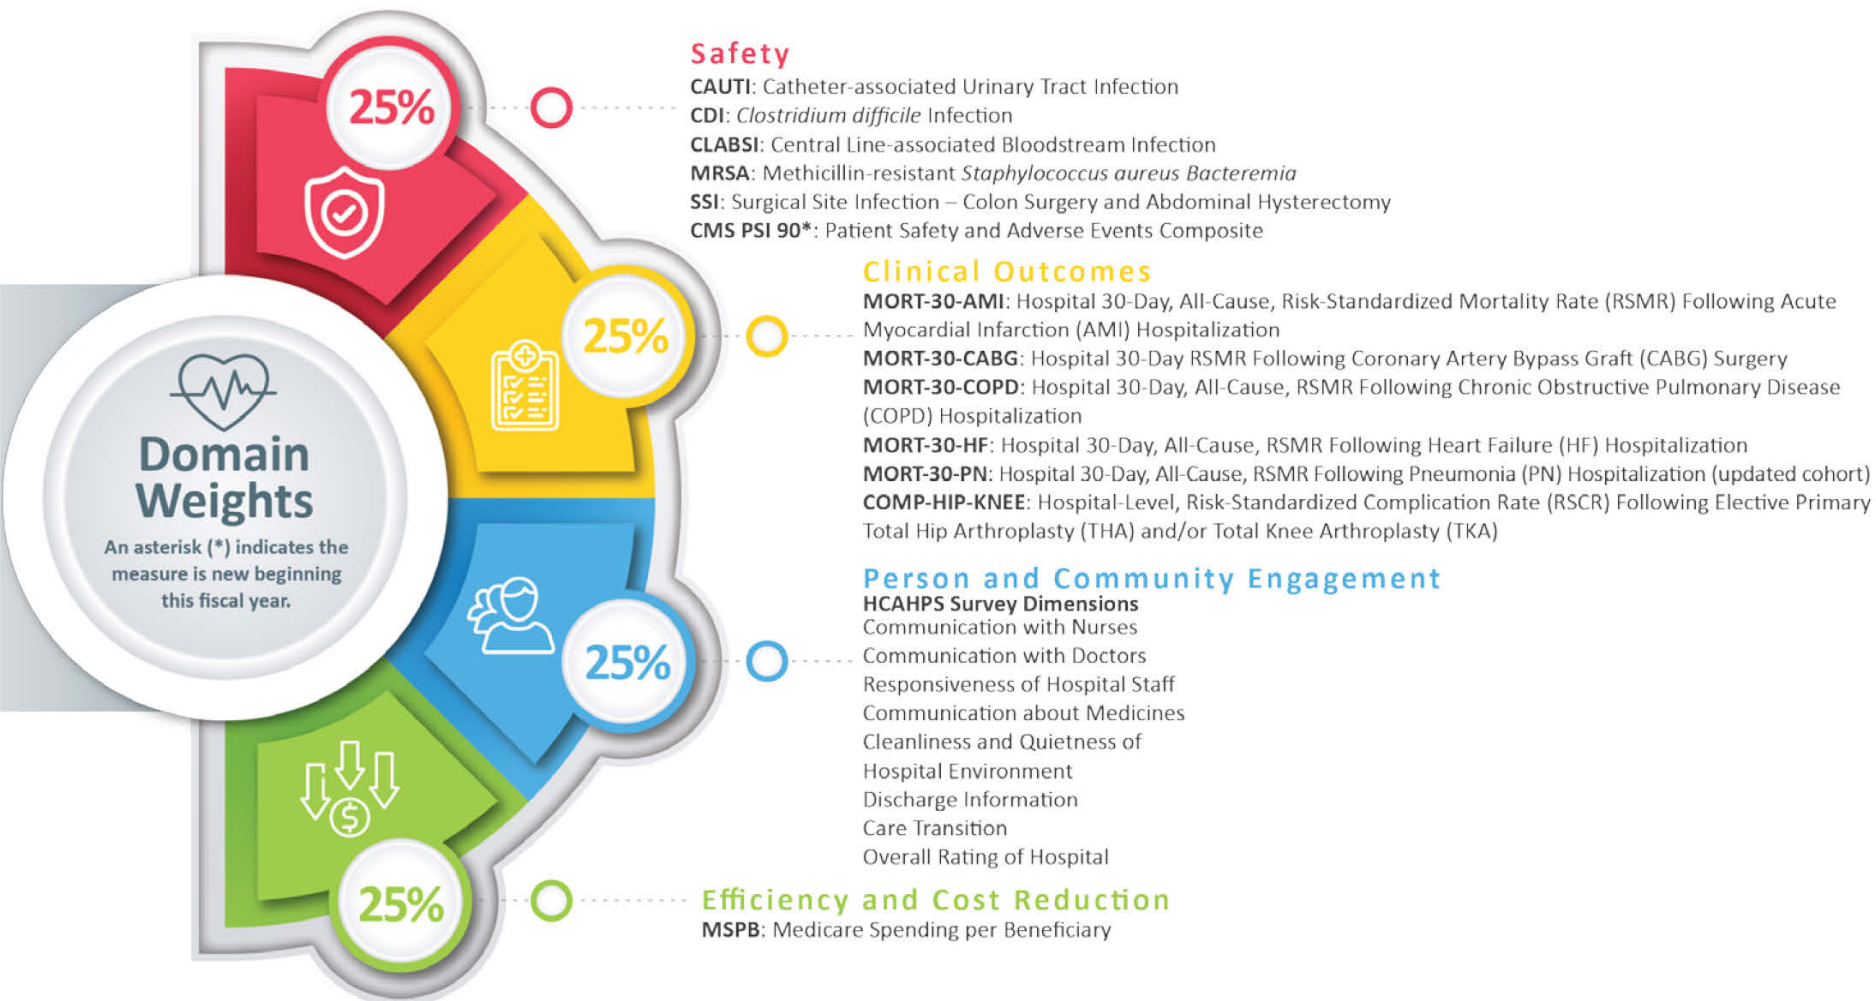 Domain
Weights
An asterisk (*) indicates the
measure is new beginning
this fiscal year.
25%
Safety
CAUTI: Catheter-associated Urinary Tract Infection
CDI: Clostridium difficile Infection
CLABSI: Central Line-associated Bloodstream Infection
MRSA: Methicillin-resistant Staphylococcus aureus Bacteremia
SSI: Surgical Site Infection – Colon Surgery and Abdominal Hysterectomy
CMS PSI 90*: Patient Safety and Adverse Events Composite
25%
Clinical Outcomes
MORT-30-AMI: Hospital 30-Day, All-Cause, Risk-Standardized Mortality Rate (RSMR) Following Acute
Myocardial Infarction (AMI) Hospitalization
MORT-30-CABG: Hospital 30-Day RSMR Following Coronary Artery Bypass Graft (CABG) Surgery
MORT-30-COPD: Hospital 30-Day, All-Cause, RSMR Following Chronic Obstructive Pulmonary Disease
(COPD) Hospitalization
MORT-30-HF: Hospital 30-Day, All-Cause, RSMR Following Heart Failure (HF) Hospitalization
MORT-30-PN: Hospital 30-Day, All-Cause, RSMR Following Pneumonia (PN) Hospitalization (updated cohort)
COMP-HIP-KNEE: Hospital-Level, Risk-Standardized Complication Rate (RSCR) Following Elective Primary
Total Hip Arthroplasty (THA) and/or Total Knee Arthroplasty (TKA)
25%
Person and Community Engagement
HCAHPS Survey Dimensions
Communication with Nurses
Communication with Doctors
Responsiveness of Hospital Staff
Communication about Medicines
Cleanliness and Quietness of
Hospital Environment
Discharge Information
Care Transition
Overall Rating of Hospital
25%
Efficiency and Cost Reduction
MSPB: Medicare Spending per Beneficiary
$